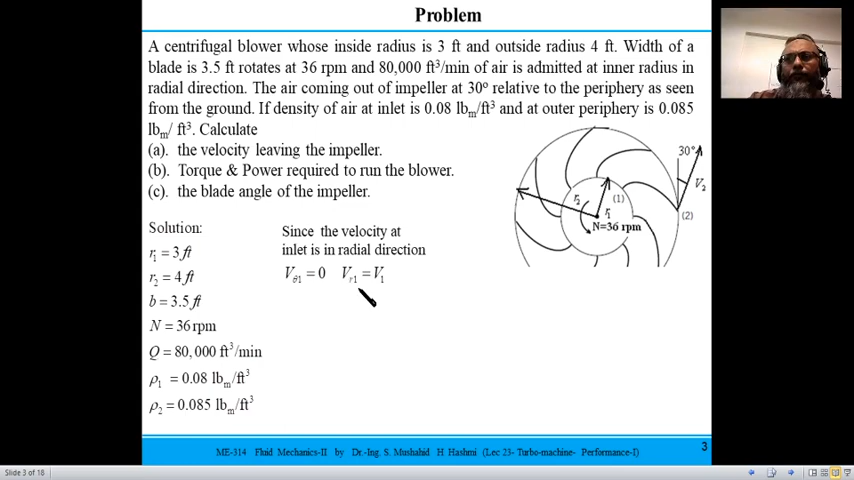 Problem
A centrifugal blower whose inside radius is 3 ft and outside radius 4 ft. Width of a
blade is 3.5 ft rotates at 36 rpm and 80,000 ft³/min of air is admitted at inner radius in
radial direction. The air coming out of impeller at 30º relative to the periphery as seen
from the ground. If density of air at inlet is 0.08 lbₘ/ft³ and at outer periphery is 0.085
lbₘ/ ft³. Calculate
(a). the velocity leaving the impeller.
(b). Torque & Power required to run the blower.
(c). the blade angle of the impeller.
30°
V₂
(1)
r₂
r₁
(2)
N=36 rpm
Solution:
r₁ = 3 ft
r₂ = 4 ft
b = 3.5 ft
N = 36 rpm
Q = 80,000 ft³/min
ρ₁ = 0.08 lbₘ/ft³
ρ₂ = 0.085 lbₘ/ft³
Since the velocity at
inlet is in radial direction
V_θ1 = 0 V_r1 = V₁
ME-314 Fluid Mechanics-II by Dr.-Ing. S. Mushahid H Hashmi (Lec 23- Turbo-machine- Performance-I)
3
Slide 3 of 18